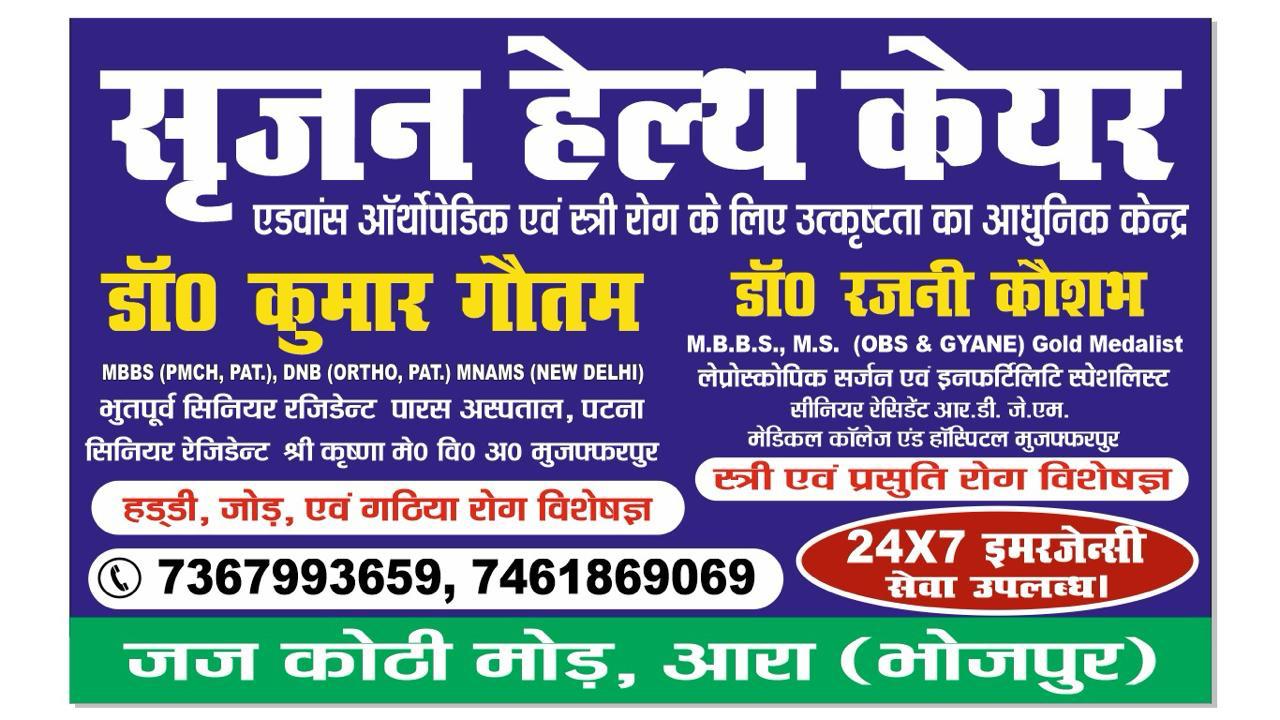 सृजन हेल्थ केयर
एडवांस ऑर्थोपेडिक एवं स्त्री रोग के लिए उत्कृष्टता का आधुनिक केन्द्र
डॉ0 कुमार गौतम
MBBS (PMCH, PAT.), DNB (ORTHO, PAT.) MNAMS (NEW DELHI)
भुतपूर्व सिनियर रजिडेन्ट पारस अस्पताल, पटना
सिनियर रेजिडेन्ट श्री कृष्णा मे0 वि0 अ0 मुजफ्फरपुर
हड्डी, जोड़, एवं गठिया रोग विशेषज्ञ
7367993659, 7461869069
डॉ0 रजनी कौशभ
M.B.B.S., M.S. (OBS & GYANE) Gold Medalist
लेप्रोस्कोपिक सर्जन एवं इनफर्टिलिटि स्पेशलिस्ट
सीनियर रेसिडेंट आर.डी. जे.एम.
मेडिकल कॉलेज एंड हॉस्पिटल मुजफ्फरपुर
स्त्री एवं प्रसुति रोग विशेषज्ञ
24X7 इमरजेन्सी
सेवा उपलब्ध।
जज कोठी मोड़, आरा (भोजपुर)